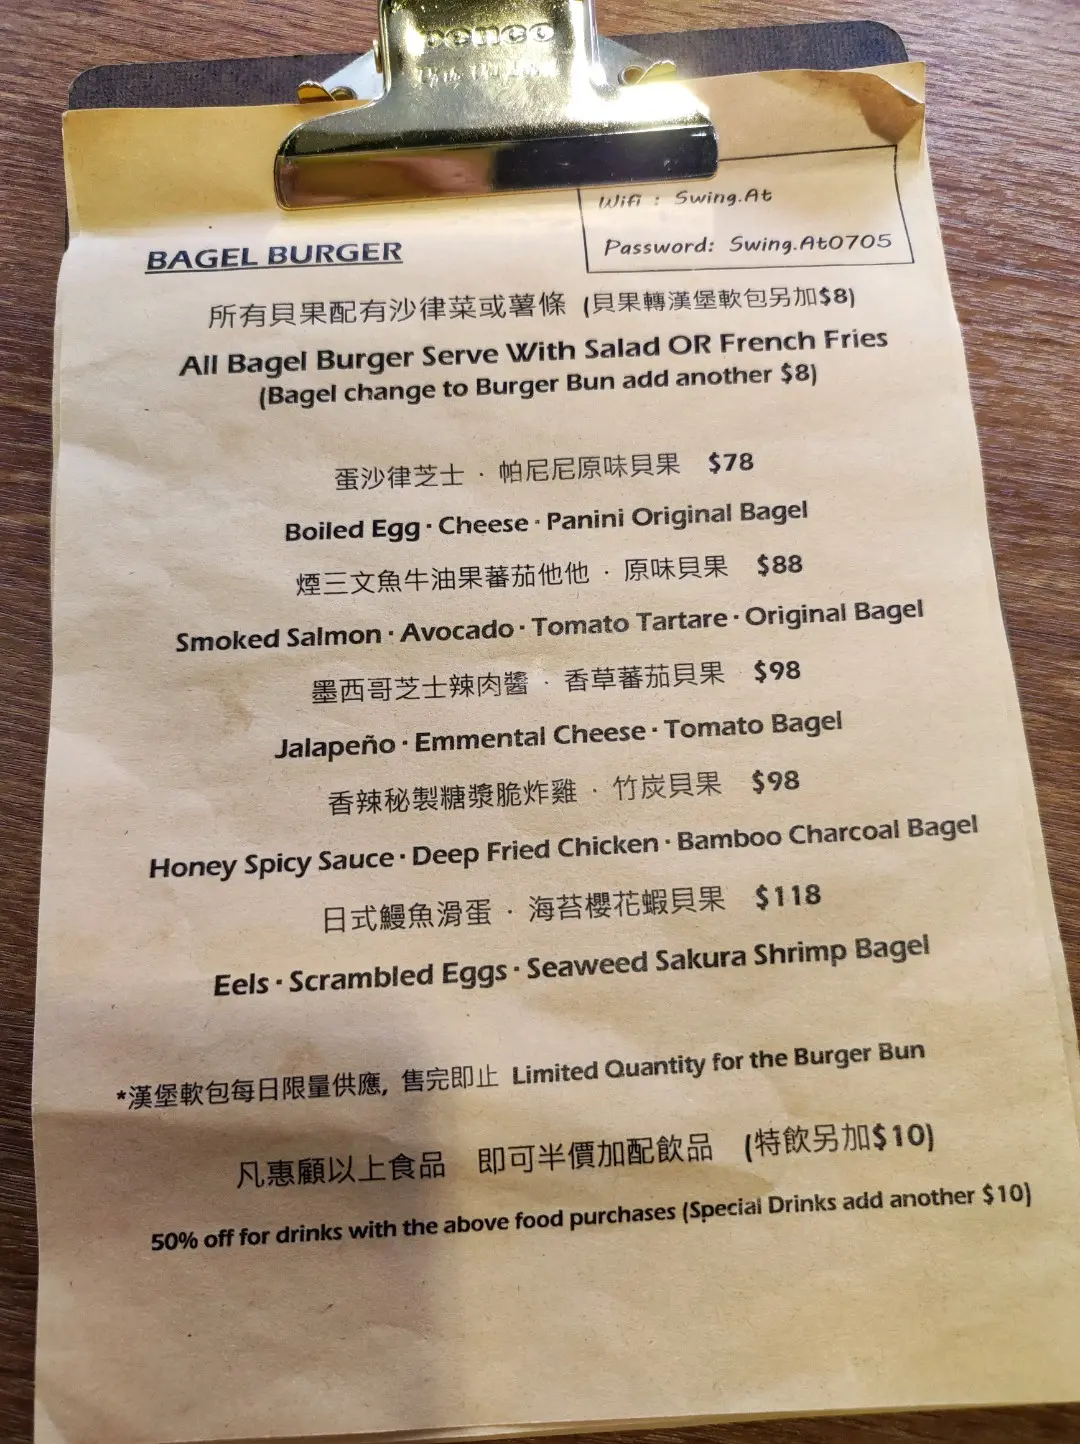 penco
Wifi : Swing.At
Password: Swing.At0705
BAGEL BURGER
所有貝果配有沙律菜或薯條 (貝果轉漢堡軟包另加$8)
All Bagel Burger Serve With Salad OR French Fries
(Bagel change to Burger Bun add another $8)
蛋沙律芝士 · 帕尼尼原味貝果 $78
Boiled Egg · Cheese · Panini Original Bagel
煙三文魚牛油果蕃茄他他 · 原味貝果 $88
Smoked Salmon · Avocado · Tomato Tartare · Original Bagel
墨西哥芝士辣肉醬 · 香草蕃茄貝果 $98
Jalapeño · Emmental Cheese · Tomato Bagel
香辣秘製糖漿脆炸雞 · 竹炭貝果 $98
Honey Spicy Sauce · Deep Fried Chicken · Bamboo Charcoal Bagel
日式鰻魚滑蛋 · 海苔櫻花蝦貝果 $118
Eels · Scrambled Eggs · Seaweed Sakura Shrimp Bagel
*漢堡軟包每日限量供應, 售完即止 Limited Quantity for the Burger Bun
凡惠顧以上食品 即可半價加配飲品 (特飲另加$10)
50% off for drinks with the above food purchases (Special Drinks add another $10)